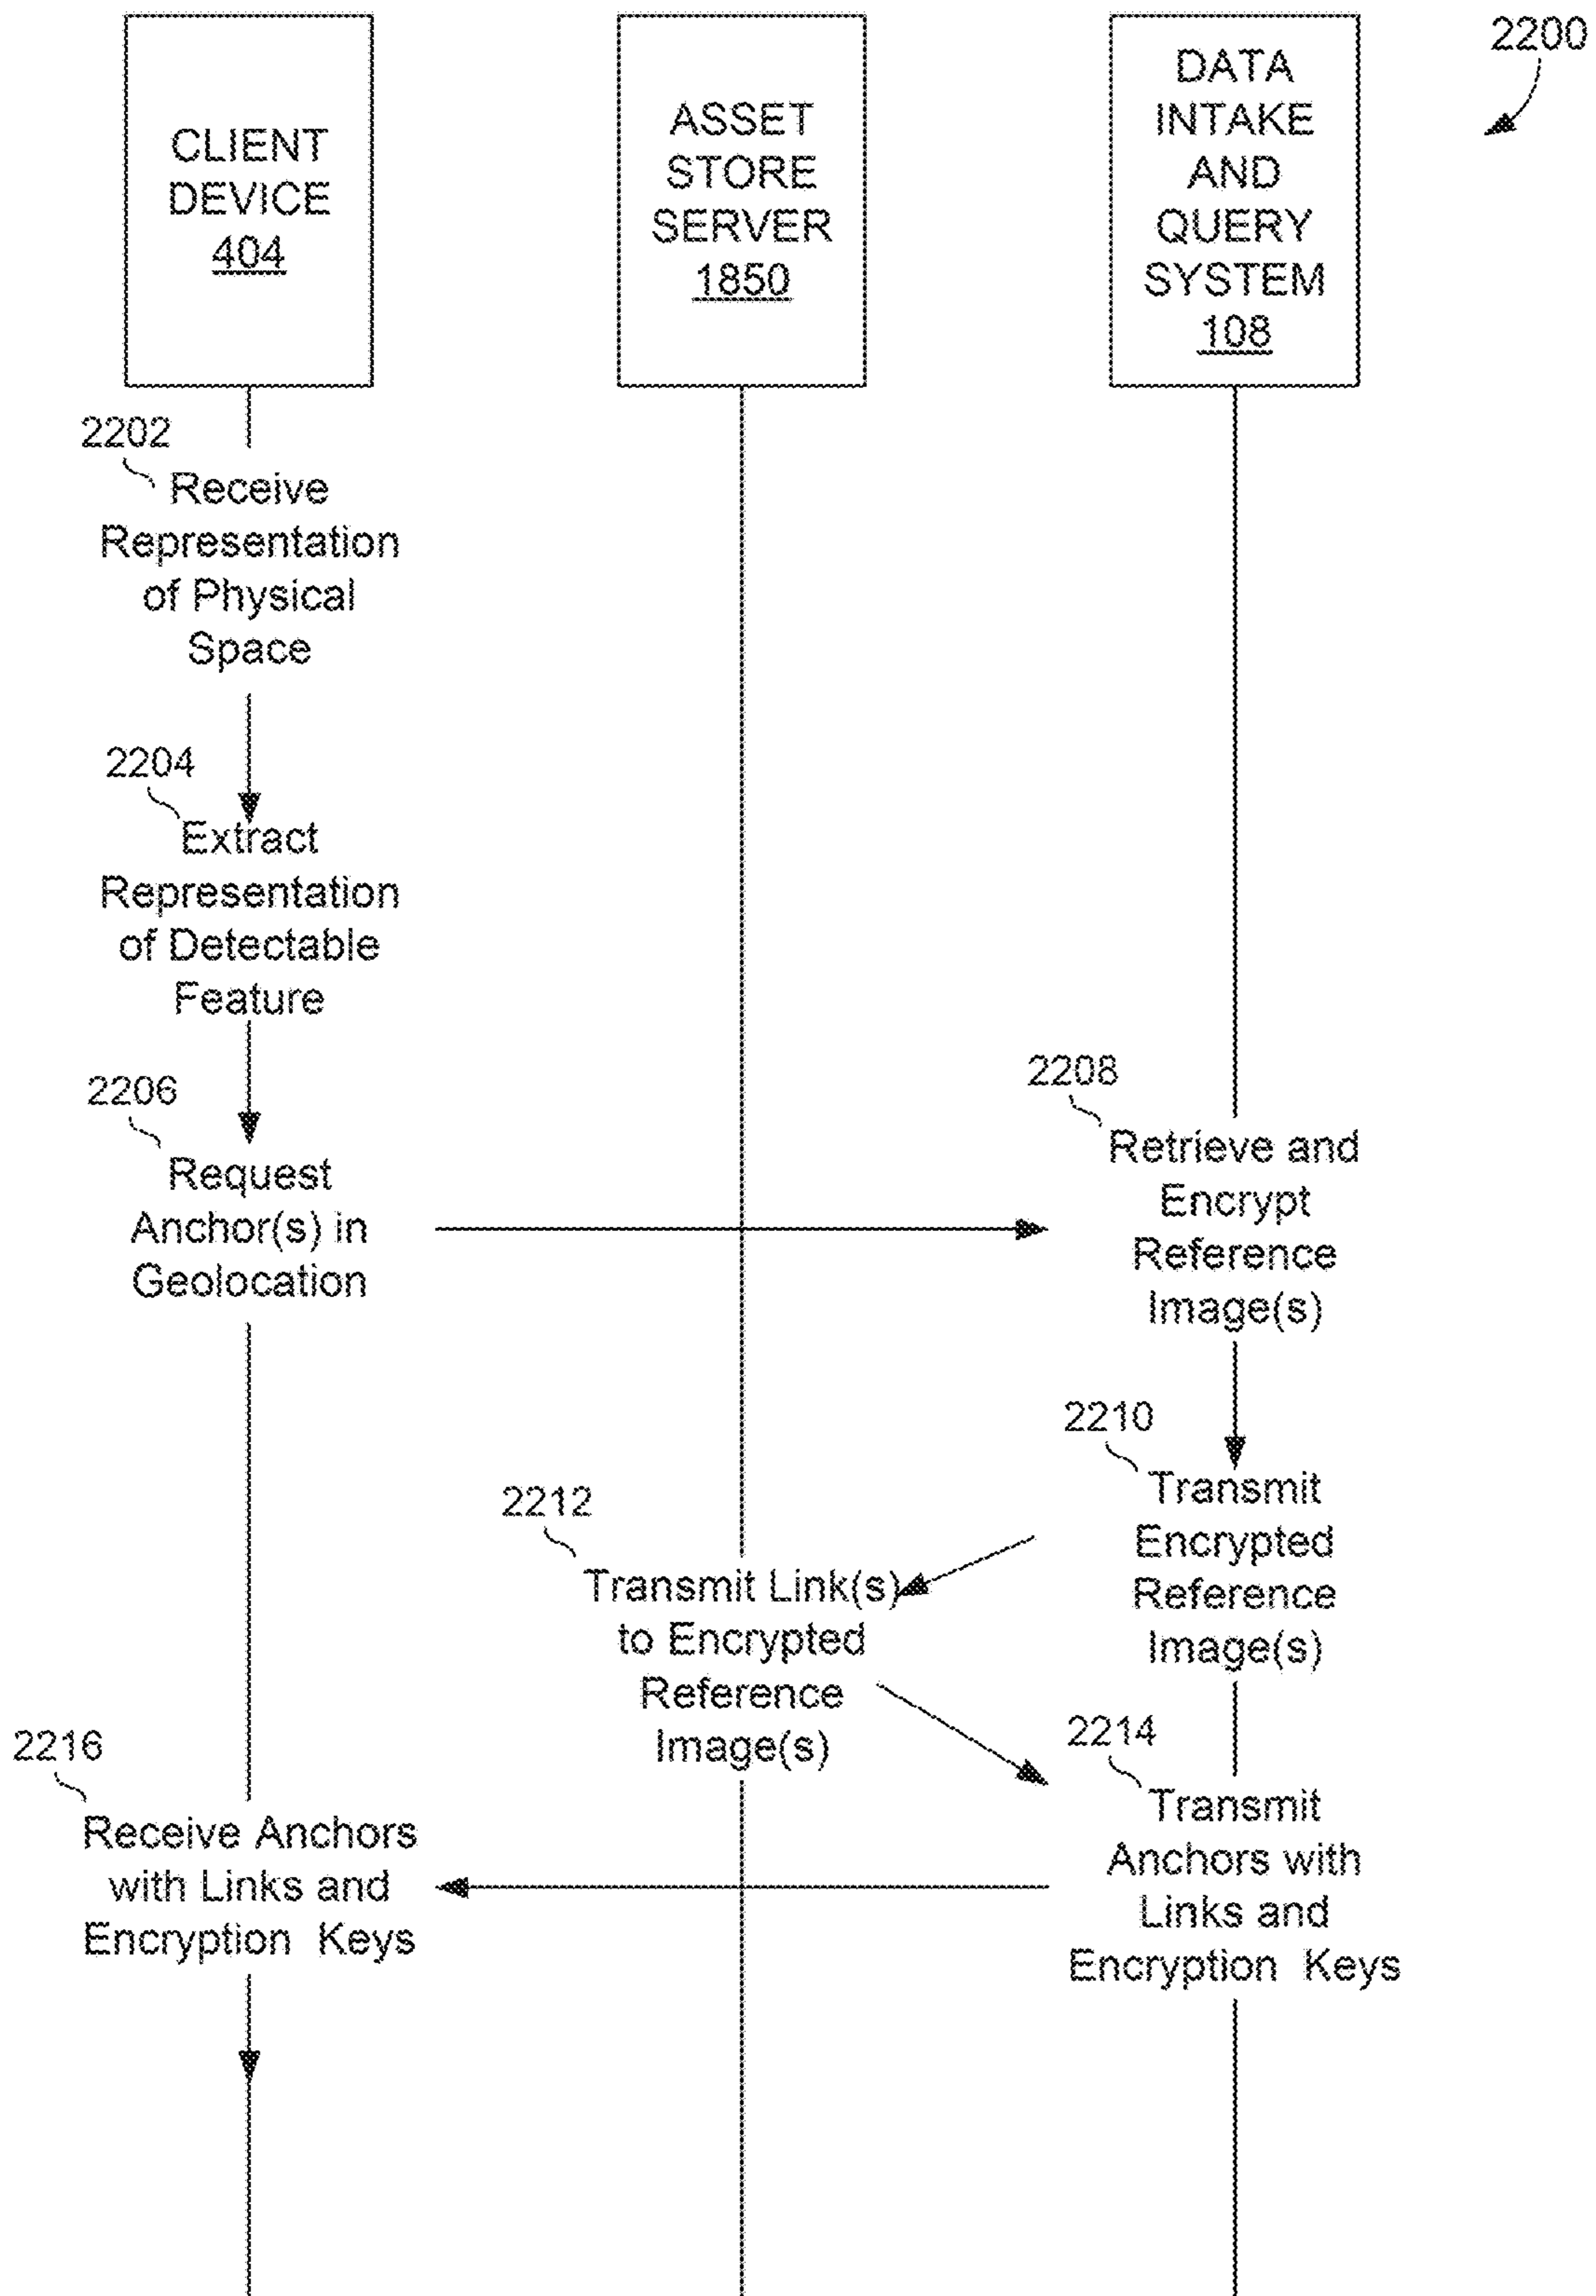 2200
CLIENT
DEVICE
404
ASSET
STORE
SERVER
1850
DATA
INTAKE
AND
QUERY
SYSTEM
108
2202
Receive
Representation
of Physical
Space
2204
Extract
Representation
of Detectable
Feature
2206
Request
Anchor(s) in
Geolocation
2208
Retrieve and
Encrypt
Reference
Image(s)
2210
Transmit
Encrypted
Reference
Image(s)
2212
Transmit Link(s)
to Encrypted
Reference
Image(s)
2214
Transmit
Anchors with
Links and
Encryption Keys
2216
Receive Anchors
with Links and
Encryption Keys